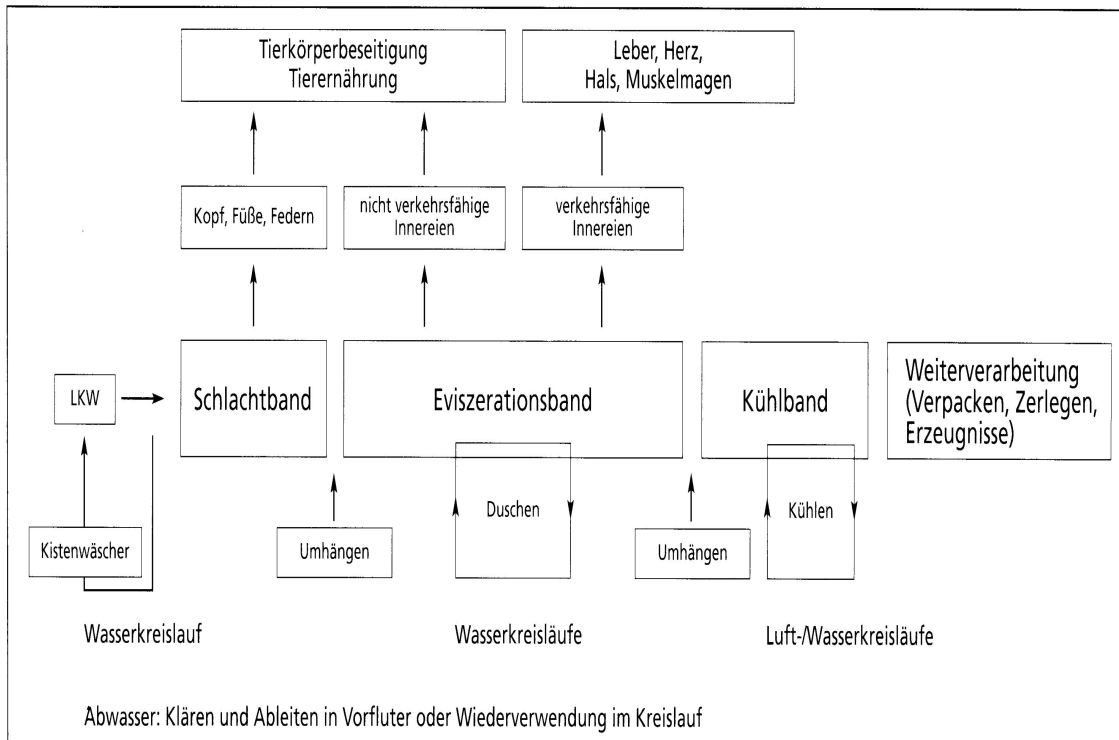 Tierkörperbeseitigung
Tierernährung
Leber, Herz,
Hals, Muskelmagen
Kopf, Füße, Federn
nicht verkehrsfähige
Innereien
verkehrsfähige
Innereien
LKW
Schlachtband
Eviszerationsband
Kühlband
Weiterverarbeitung
(Verpacken, Zerlegen,
Erzeugnisse)
Kistenwäscher
Umhängen
Duschen
Umhängen
Kühlen
Wasserkreislauf
Wasserkreisläufe
Luft-/Wasserkreisläufe
Abwasser: Klären und Ableiten in Vorfluter oder Wiederverwendung im Kreislauf